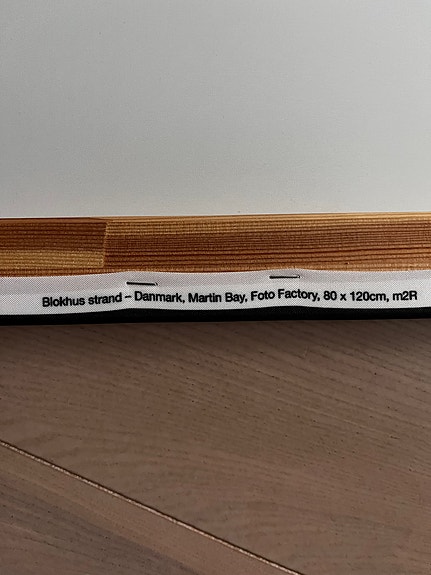 Blokhus strand – Danmark, Martin Bay, Foto Factory, 80 x 120cm, m2R